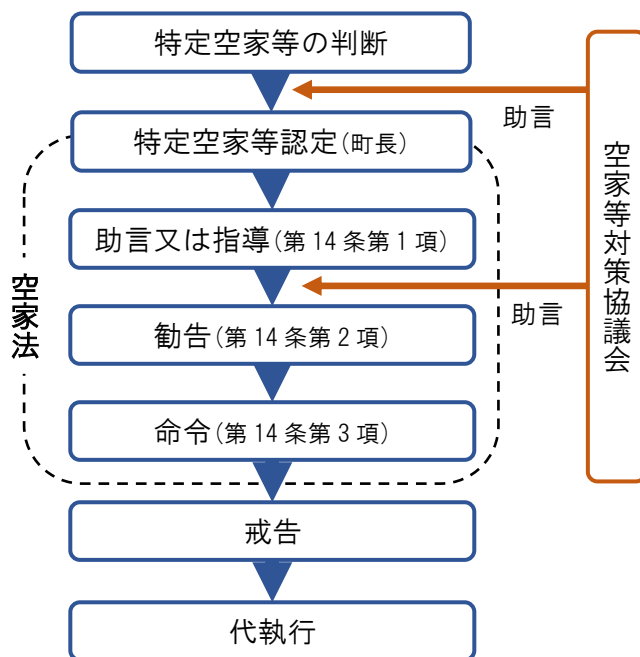 特定空家等の判断
助言
特定空家等認定(町長)
助言又は指導(第14条第1項)
助言
勧告(第14条第2項)
命令(第14条第3項)
戒告
代執行
空家法
空家等対策協議会